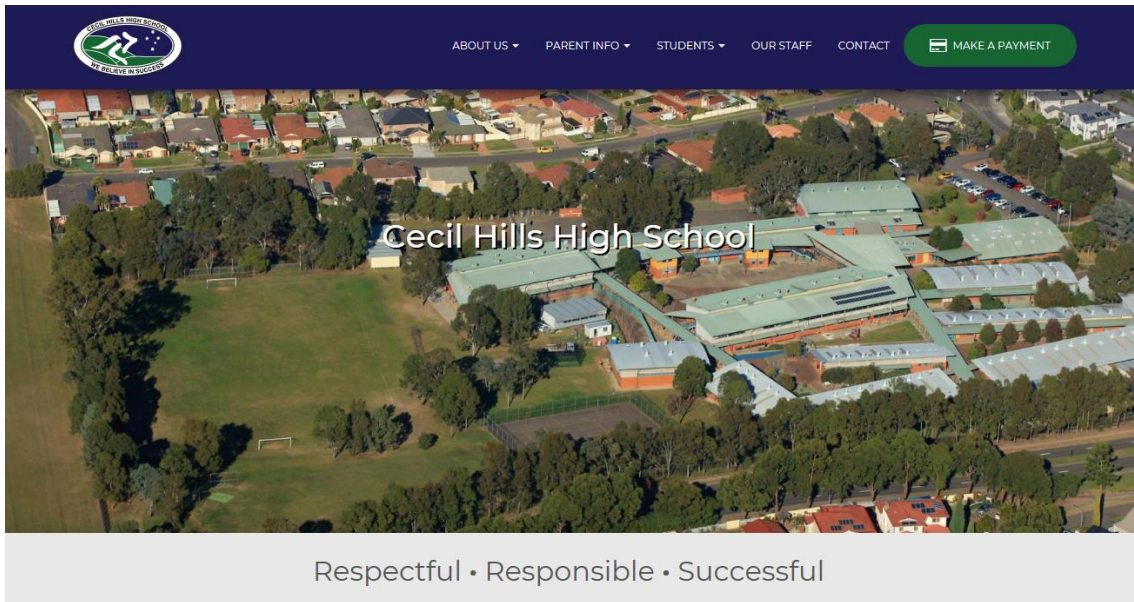 CECIL HILLS HIGH SCHOOL
WE BELIEVE IN SUCCESS
ABOUT US
PARENT INFO
STUDENTS
OUR STAFF
CONTACT
MAKE A PAYMENT
Cecil Hills High School
Respectful • Responsible • Successful